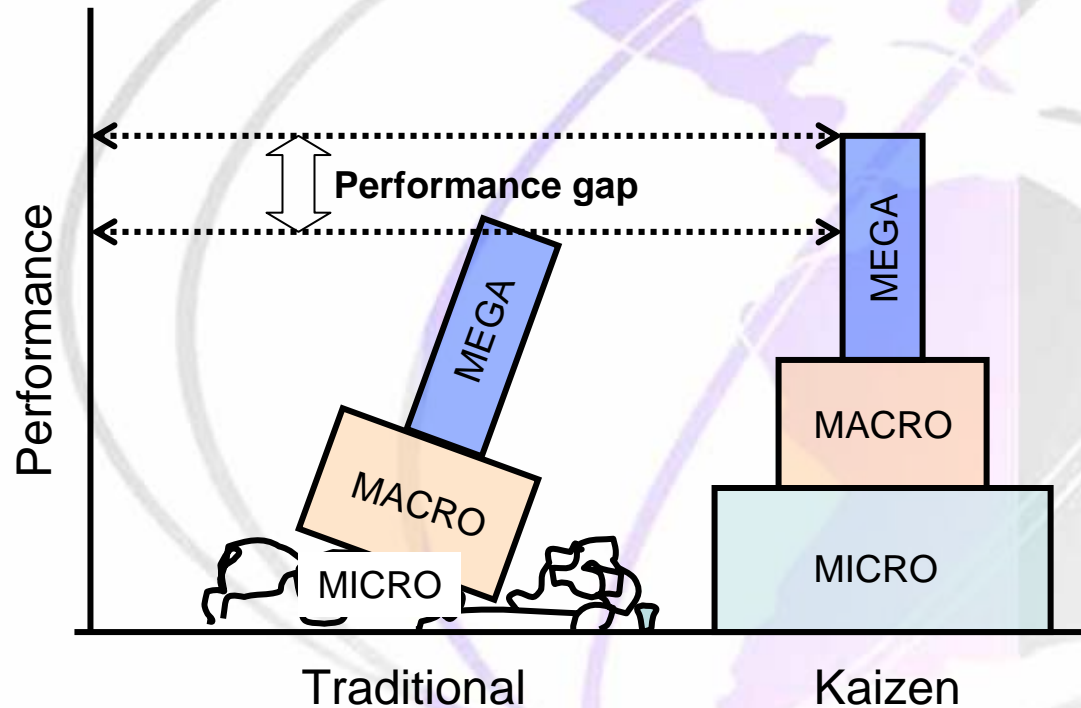 Performance
Performance gap
MEGA
MEGA
MACRO
MACRO
MICRO
MICRO
Traditional
Kaizen